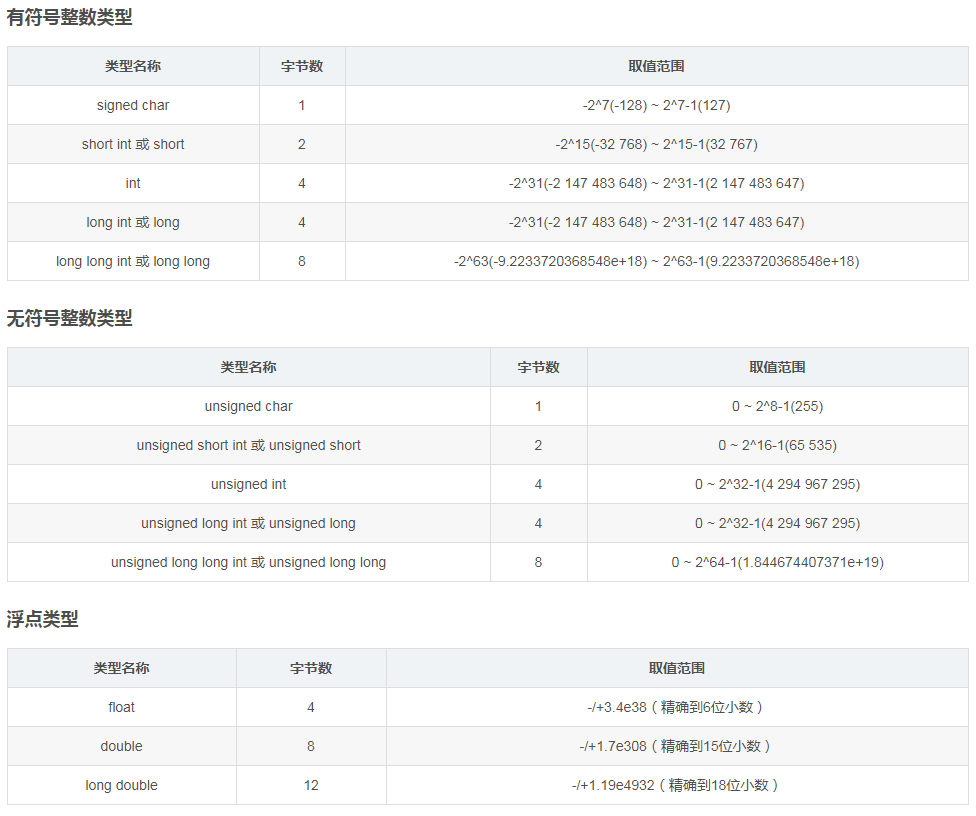 有符号整数类型
类型名称 字节数 取值范围
signed char 1 -2^7(-128) ~ 2^7-1(127)
short int 或 short 2 -2^15(-32 768) ~ 2^15-1(32 767)
int 4 -2^31(-2 147 483 648) ~ 2^31-1(2 147 483 647)
long int 或 long 4 -2^31(-2 147 483 648) ~ 2^31-1(2 147 483 647)
long long int 或 long long 8 -2^63(-9.2233720368548e+18) ~ 2^63-1(9.2233720368548e+18)
无符号整数类型
类型名称 字节数 取值范围
unsigned char 1 0 ~ 2^8-1(255)
unsigned short int 或 unsigned short 2 0 ~ 2^16-1(65 535)
unsigned int 4 0 ~ 2^32-1(4 294 967 295)
unsigned long int 或 unsigned long 4 0 ~ 2^32-1(4 294 967 295)
unsigned long long int 或 unsigned long long 8 0 ~ 2^64-1(1.844674407371e+19)
浮点类型
类型名称 字节数 取值范围
float 4 -/+3.4e38（精确到6位小数）
double 8 -/+1.7e308（精确到15位小数）
long double 12 -/+1.19e4932（精确到18位小数）